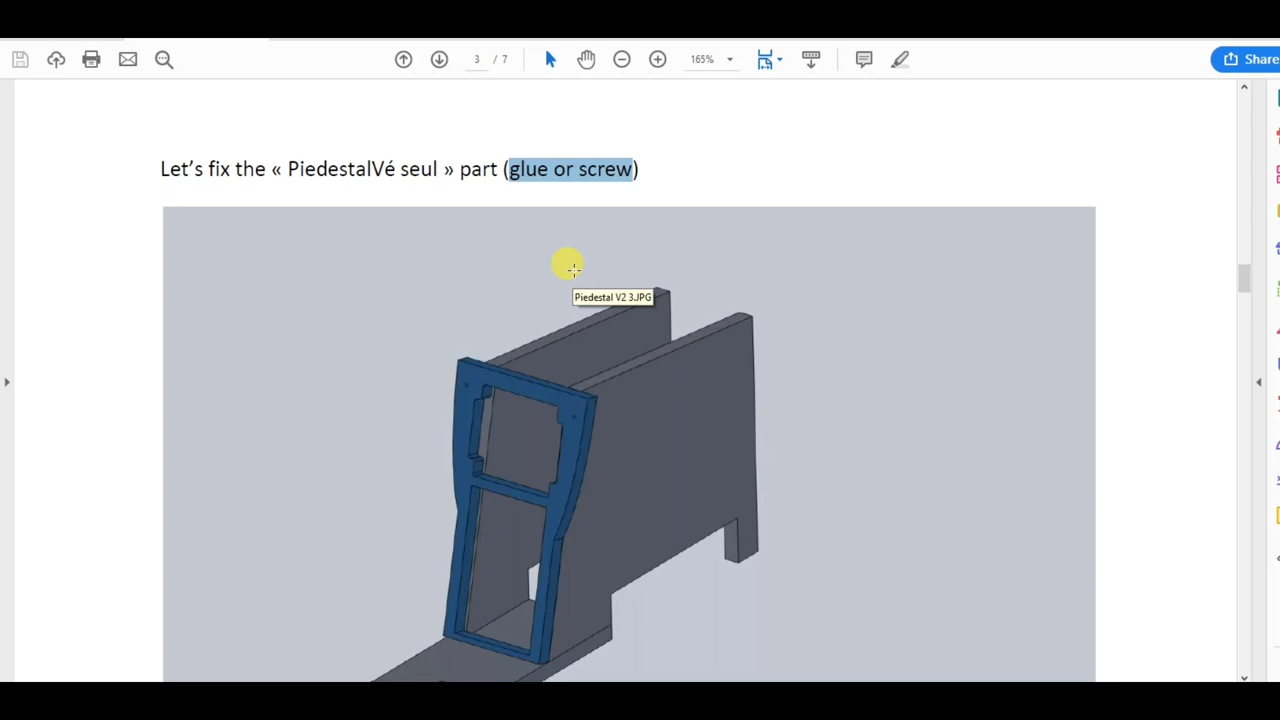 3 / 7
165%
Share
Let's fix the « PiedestalVé seul » part (glue or screw)
Piedestal V2 3.JPG